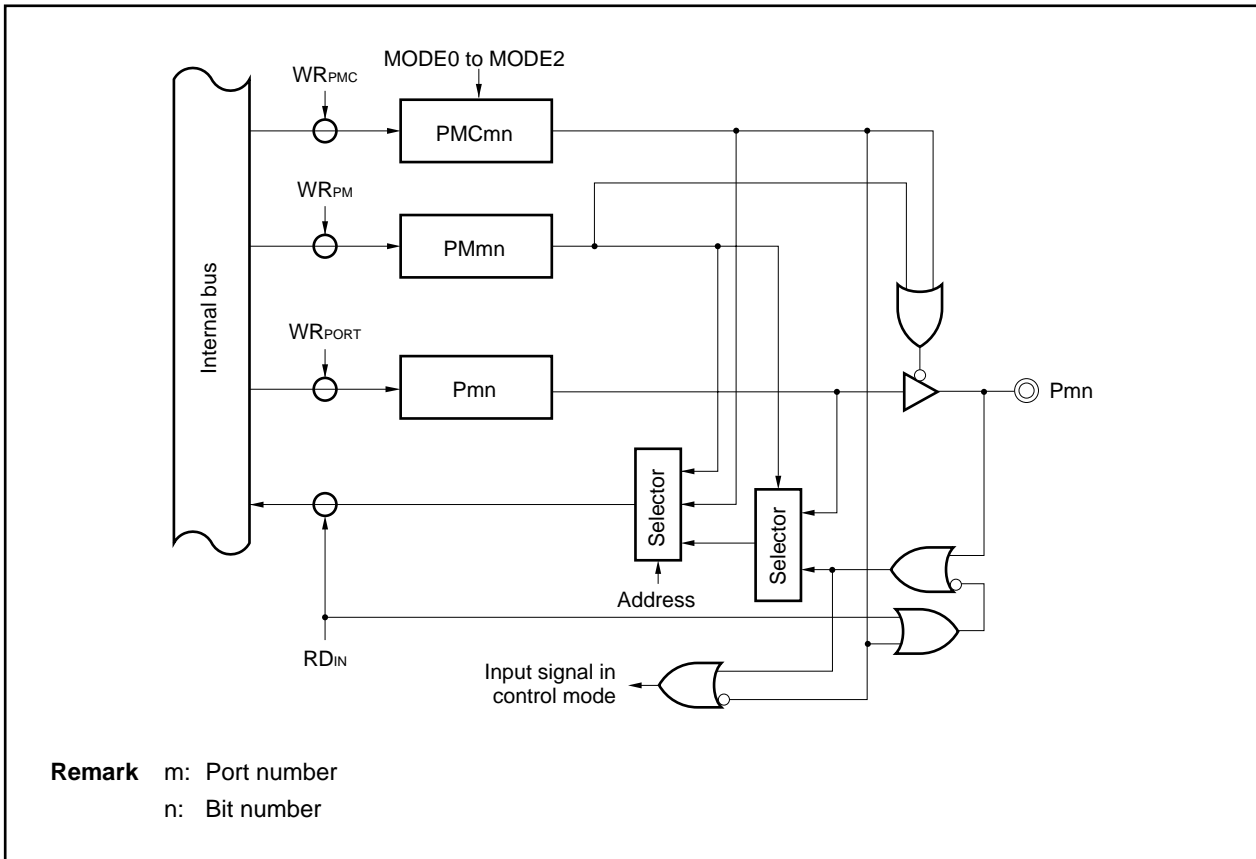 MODE0 to MODE2
WRPMC
PMCmn
WRPM
PMmn
Internal bus
WRPORT
Pmn
Pmn
Selector
Selector
Address
RDIN
Input signal in
control mode
Remark m: Port number
n: Bit number